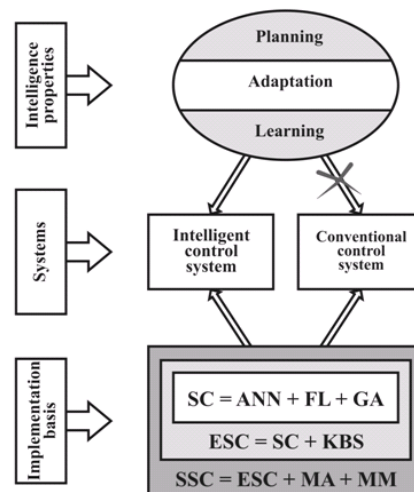 Intelligence
properties
Planning
Adaptation
Learning
Systems
Intelligent
control
system
Conventional
control
system
Implementation
basis
SC = ANN + FL + GA
ESC = SC + KBS
SSC = ESC + MA + MM